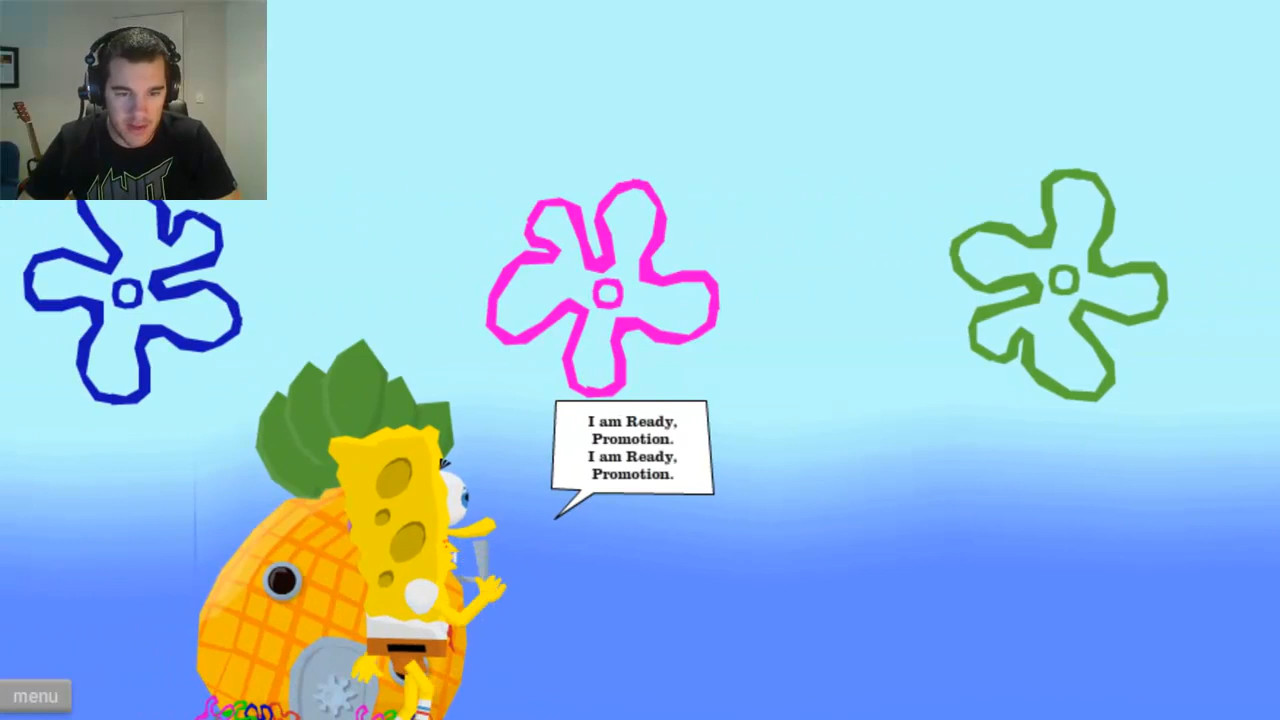 I am Ready,
Promotion.
I am Ready,
Promotion.
menu